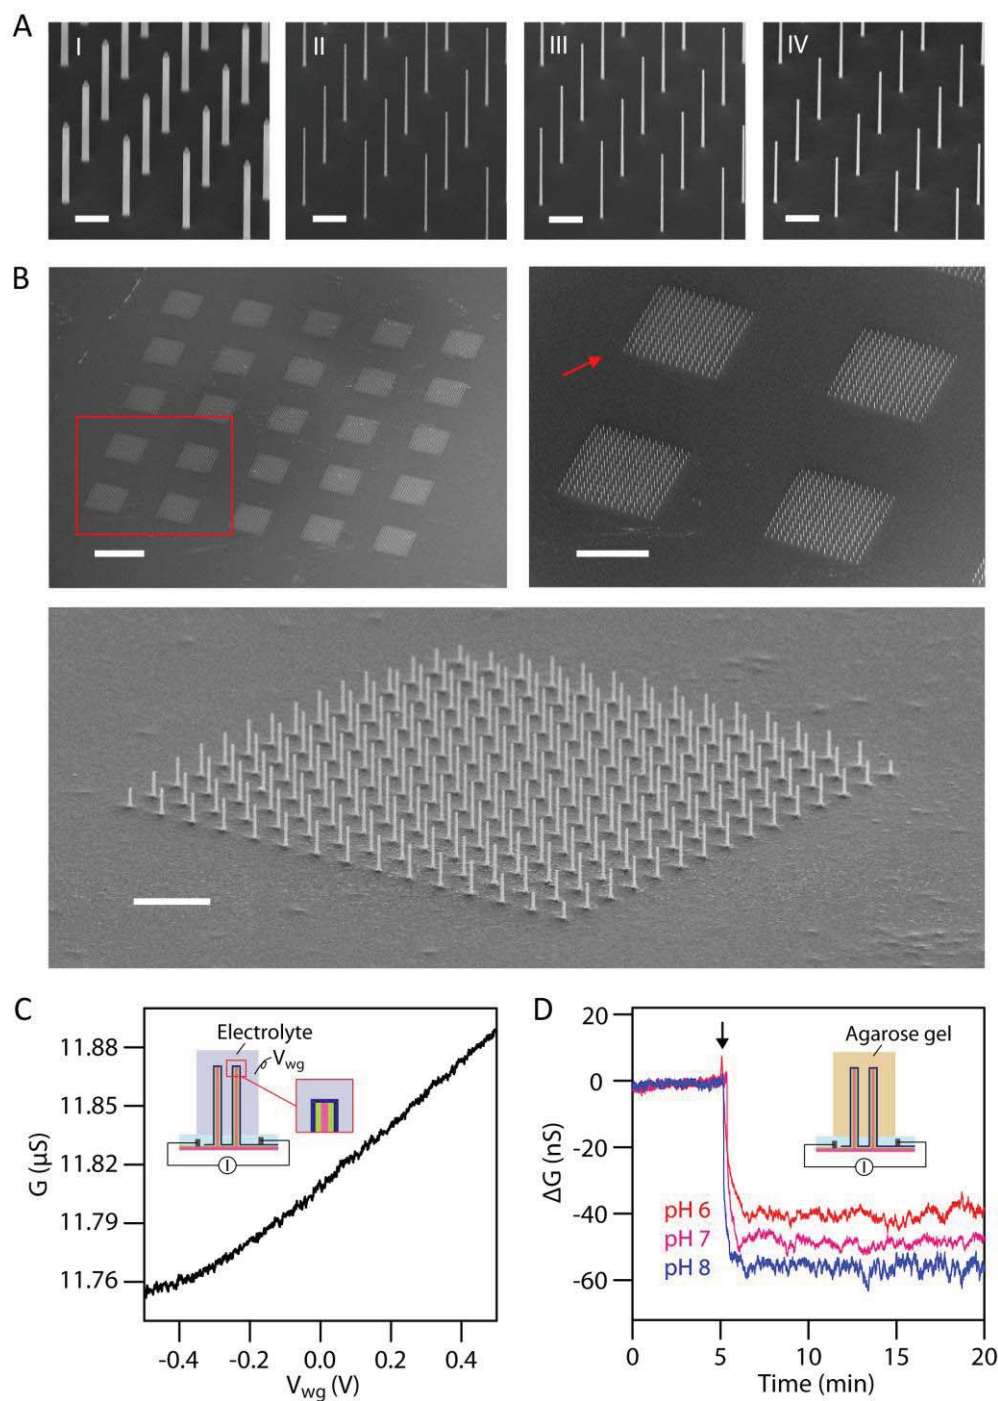 A
I
II
III
IV
B
C
G (µS)
11.88
11.85
11.82
11.79
11.76
Electrolyte
Vwg
I
-0.4
-0.2
0.0
0.2
0.4
Vwg (V)
D
ΔG (nS)
20
0
-20
-40
-60
Agarose gel
I
pH 6
pH 7
pH 8
0
5
10
15
20
Time (min)